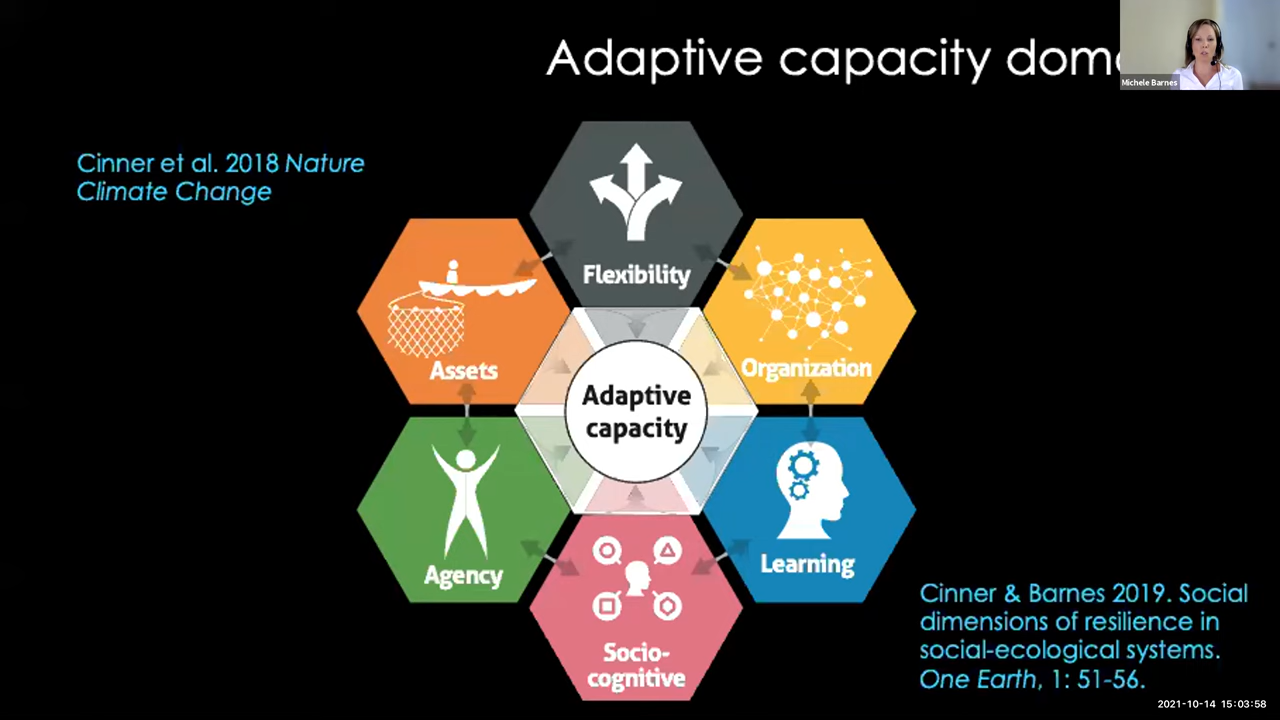 Adaptive capacity
Michele Barnes
Cinner et al. 2018 Nature
Climate Change
Flexibility
Assets
Organization
Adaptive
capacity
Agency
Learning
Socio-
cognitive
Cinner & Barnes 2019. Social
dimensions of resilience in
social-ecological systems.
One Earth, 1: 51-56.
2021-10-14 15:03:58